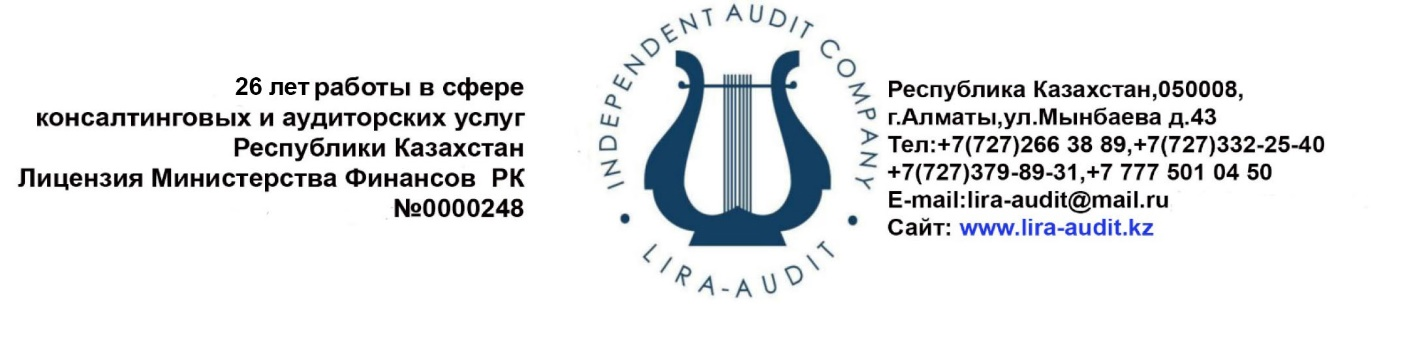 26 лет работы в сфере
консалтинговых и аудиторских услуг
Республики Казахстан
Лицензия Министерства Финансов РК
№0000248
INDEPENDENT AUDIT COMPANY
LIRA-AUDIT
Республика Казахстан,050008,
г.Алматы,ул.Мынбаева д.43
Тел:+7(727)266 38 89,+7(727)332-25-40
+7(727)379-89-31,+7 777 501 04 50
E-mail:lira-audit@mail.ru
Сайт: www.lira-audit.kz